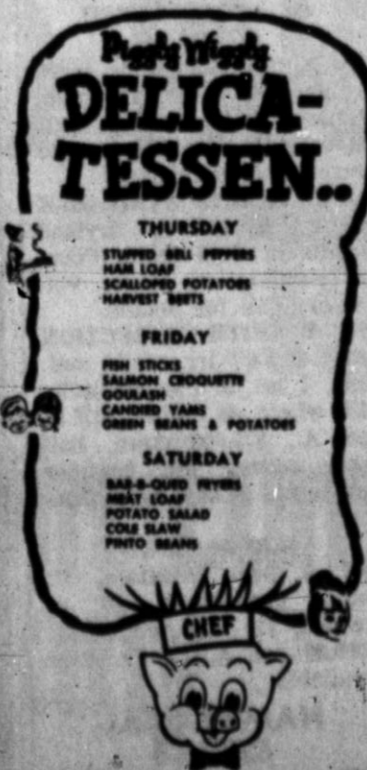 Piggly Wiggly
DELICA-
TESSEN..
THURSDAY
STUFFED BELL PEPPERS
HAM LOAF
SCALLOPED POTATOES
HARVEST BEETS
FRIDAY
FISH STICKS
SALMON CROQUETTE
GOULASH
CANDIED YAMS
GREEN BEANS & POTATOES
SATURDAY
BAR-B-QUED FRYERS
MEAT LOAF
POTATO SALAD
COLE SLAW
PINTO BEANS
CHEF